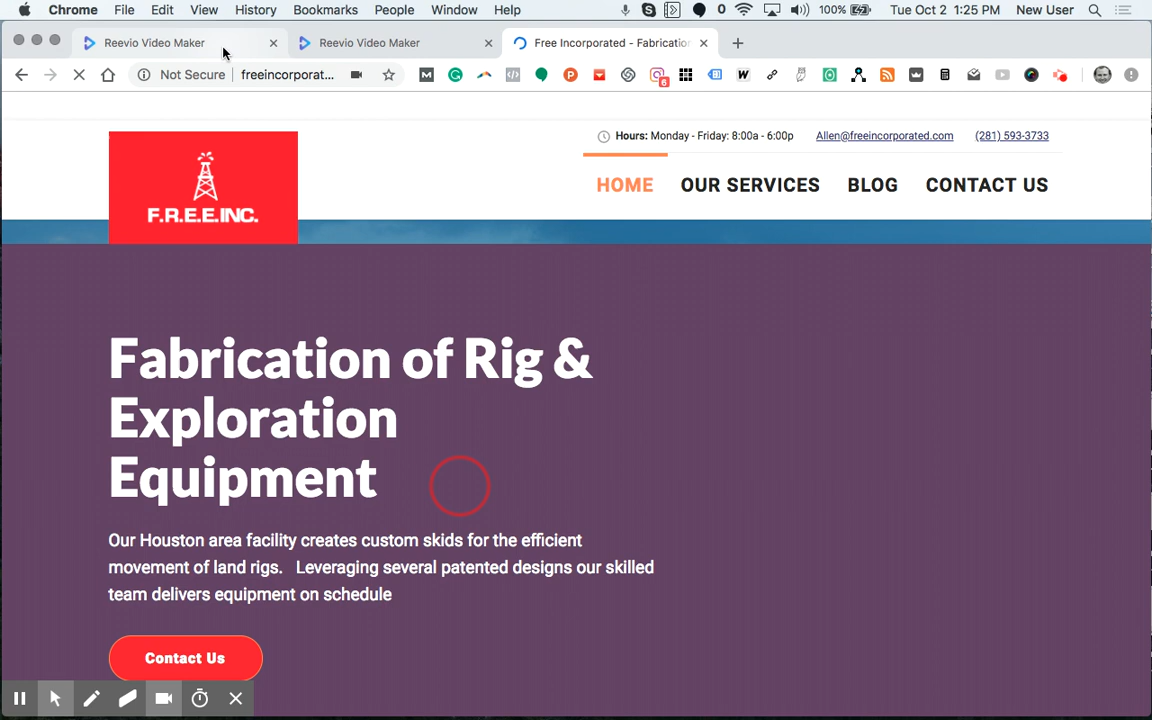 Chrome File Edit View History Bookmarks People Window Help 0 100% Tue Oct 2 1:25 PM New User
Reevio Video Maker Reevio Video Maker Free Incorporated - Fabrication
Not Secure freeincorporat...
6
Hours: Monday - Friday: 8:00a - 6:00p Allen@freeincorporated.com (281) 593-3733
F.R.E.E.INC.
HOME OUR SERVICES BLOG CONTACT US
Fabrication of Rig &
Exploration
Equipment
Our Houston area facility creates custom skids for the efficient
movement of land rigs. Leveraging several patented designs our skilled
team delivers equipment on schedule
Contact Us